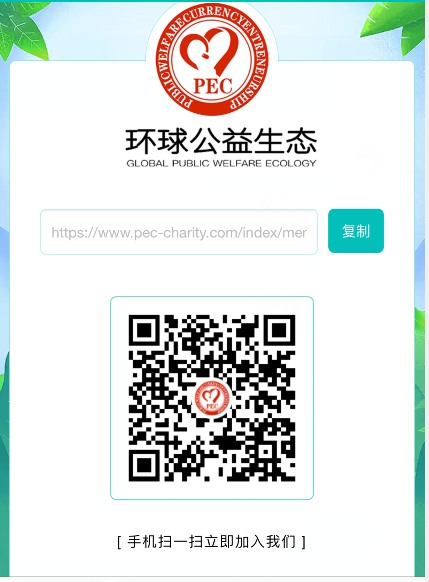 PUBLICWELFARECURRENCYENTREPRENEURSHIP
PEC
环球公益生态
GLOBAL PUBLIC WELFARE ECOLOGY
https://www.pec-charity.com/index/mer
复制
PEC
[ 手机扫一扫立即加入我们 ]